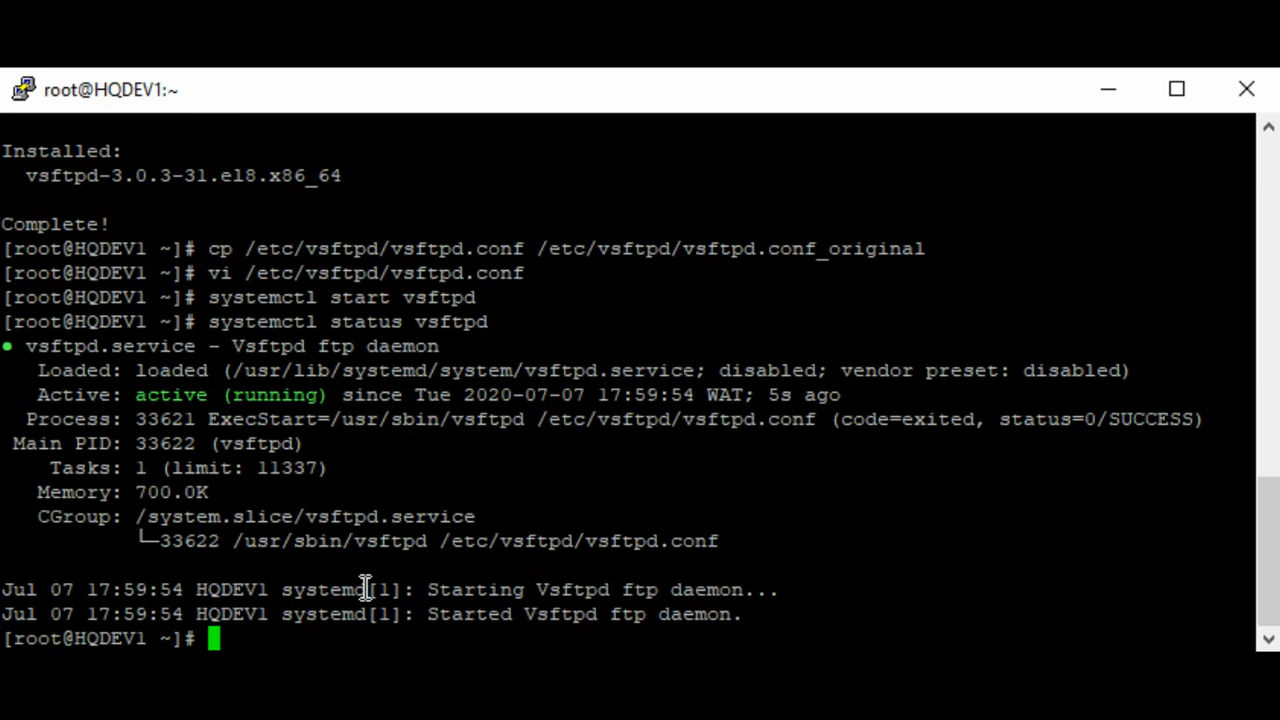 root@HQDEV1:~
Installed:
  vsftpd-3.0.3-31.el8.x86_64
Complete!
[root@HQDEV1 ~]# cp /etc/vsftpd/vsftpd.conf /etc/vsftpd/vsftpd.conf_original
[root@HQDEV1 ~]# vi /etc/vsftpd/vsftpd.conf
[root@HQDEV1 ~]# systemctl start vsftpd
[root@HQDEV1 ~]# systemctl status vsftpd
● vsftpd.service - Vsftpd ftp daemon
   Loaded: loaded (/usr/lib/systemd/system/vsftpd.service; disabled; vendor preset: disabled)
   Active: active (running) since Tue 2020-07-07 17:59:54 WAT; 5s ago
  Process: 33621 ExecStart=/usr/sbin/vsftpd /etc/vsftpd/vsftpd.conf (code=exited, status=0/SUCCESS)
 Main PID: 33622 (vsftpd)
    Tasks: 1 (limit: 11337)
   Memory: 700.0K
   CGroup: /system.slice/vsftpd.service
           └─33622 /usr/sbin/vsftpd /etc/vsftpd/vsftpd.conf
Jul 07 17:59:54 HQDEV1 systemd[1]: Starting Vsftpd ftp daemon...
Jul 07 17:59:54 HQDEV1 systemd[1]: Started Vsftpd ftp daemon.
[root@HQDEV1 ~]#